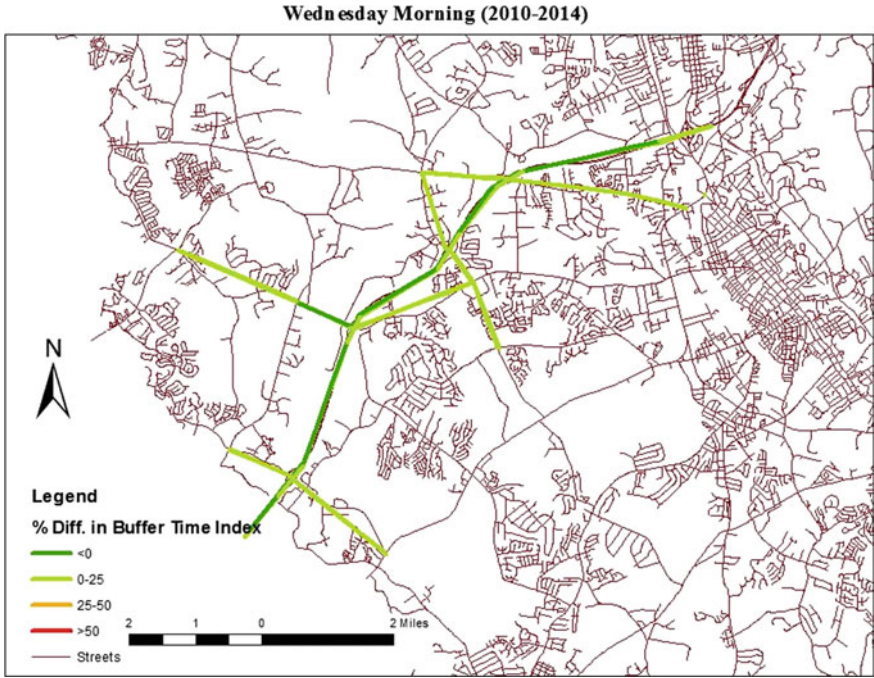 Wednesday Morning (2010-2014)
N
Legend
% Diff. in Buffer Time Index
<0
0-25
25-50
>50
Streets
2 1 0 2 Miles